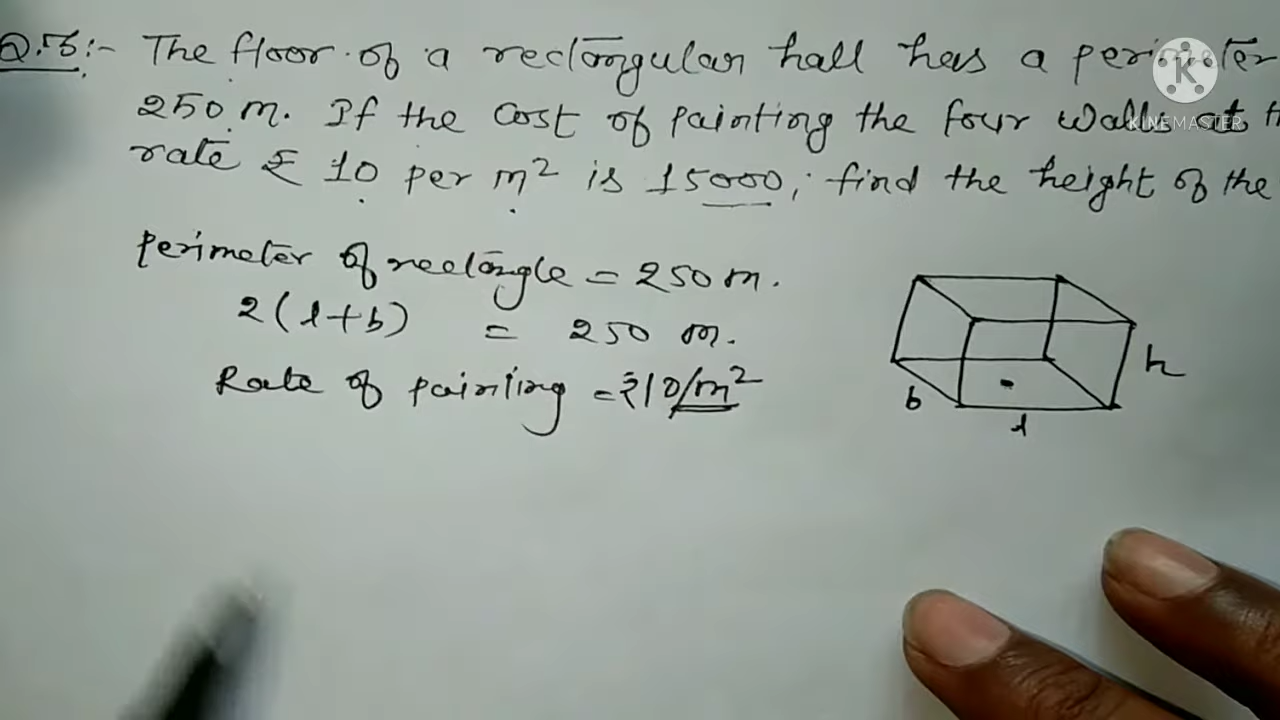 Q.5:- The floor of a rectangular hall has a perimeter
250 m. If the cost of painting the four walls at
rate ₹ 10 per m² is 15000, find the height of the
perimeter of rectangle = 250 m.
2(l+b) = 250 m.
Rate of painting = ₹10/m²
h
b
l
K
KINEMASTER